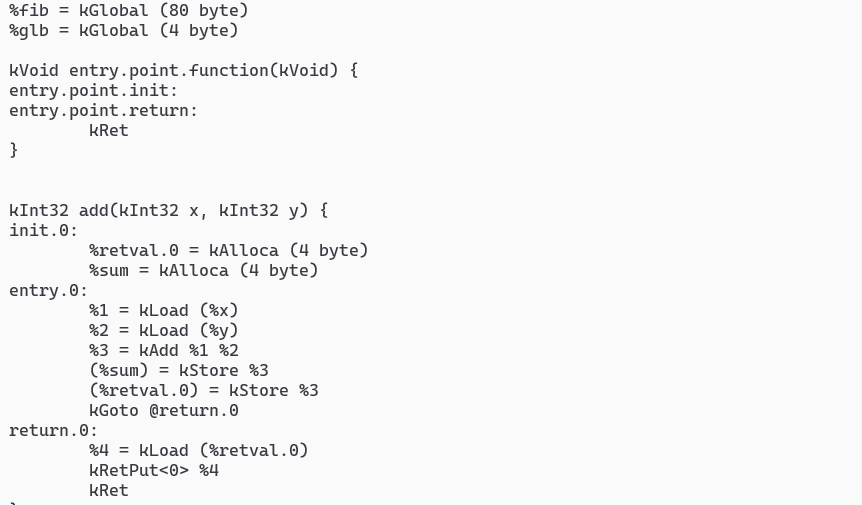 %fib = kGlobal (80 byte)
%glb = kGlobal (4 byte)

kVoid entry.point.function(kVoid) {
entry.point.init:
entry.point.return:
        kRet
}


kInt32 add(kInt32 x, kInt32 y) {
init.0:
        %retval.0 = kAlloca (4 byte)
        %sum = kAlloca (4 byte)
entry.0:
        %1 = kLoad (%x)
        %2 = kLoad (%y)
        %3 = kAdd %1 %2
        (%sum) = kStore %3
        (%retval.0) = kStore %3
        kGoto @return.0
return.0:
        %4 = kLoad (%retval.0)
        kRetPut<0> %4
        kRet
}